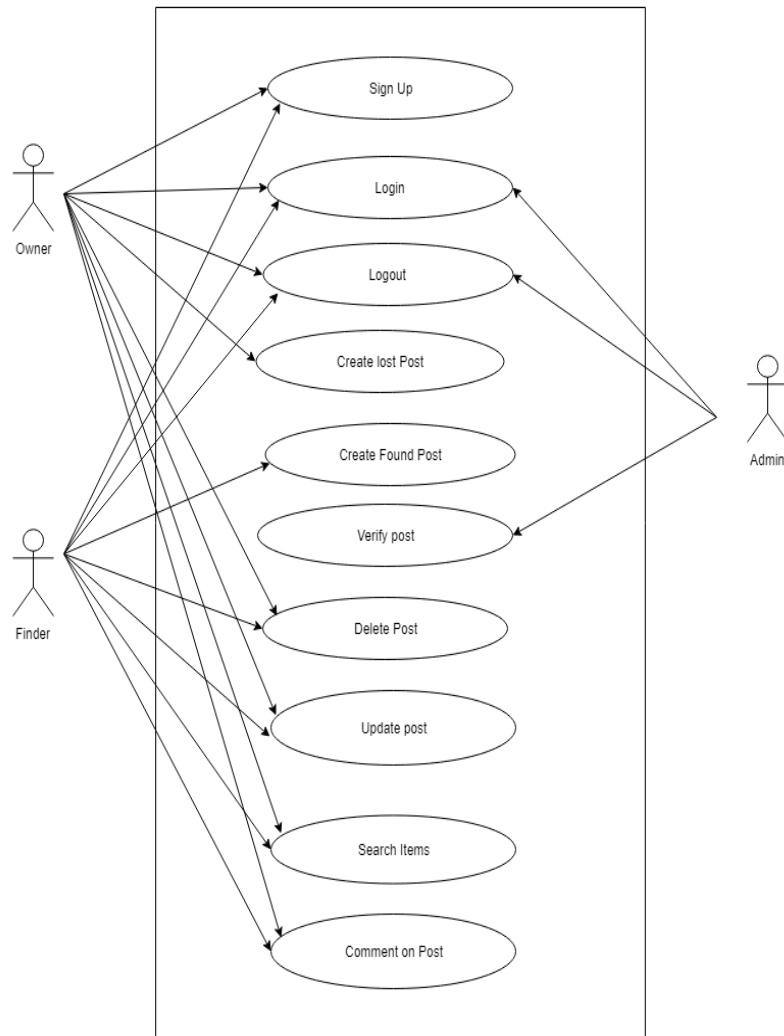 Sign Up
Login
Owner
Logout
Create lost Post
Create Found Post
Admin
Verify post
Finder
Delete Post
Update post
Search Items
Comment on Post